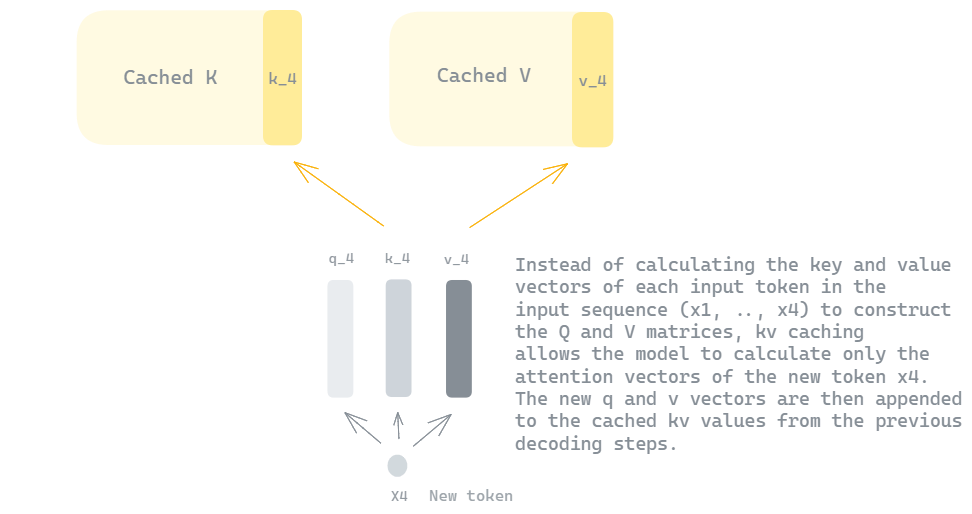 Cached K
k_4
Cached V
v_4
q_4
k_4
v_4
Instead of calculating the key and value
vectors of each input token in the
input sequence (x1, .., x4) to construct
the Q and V matrices, kv caching
allows the model to calculate only the
attention vectors of the new token x4.
The new q and v vectors are then appended
to the cached kv values from the previous
decoding steps.
X4
New token